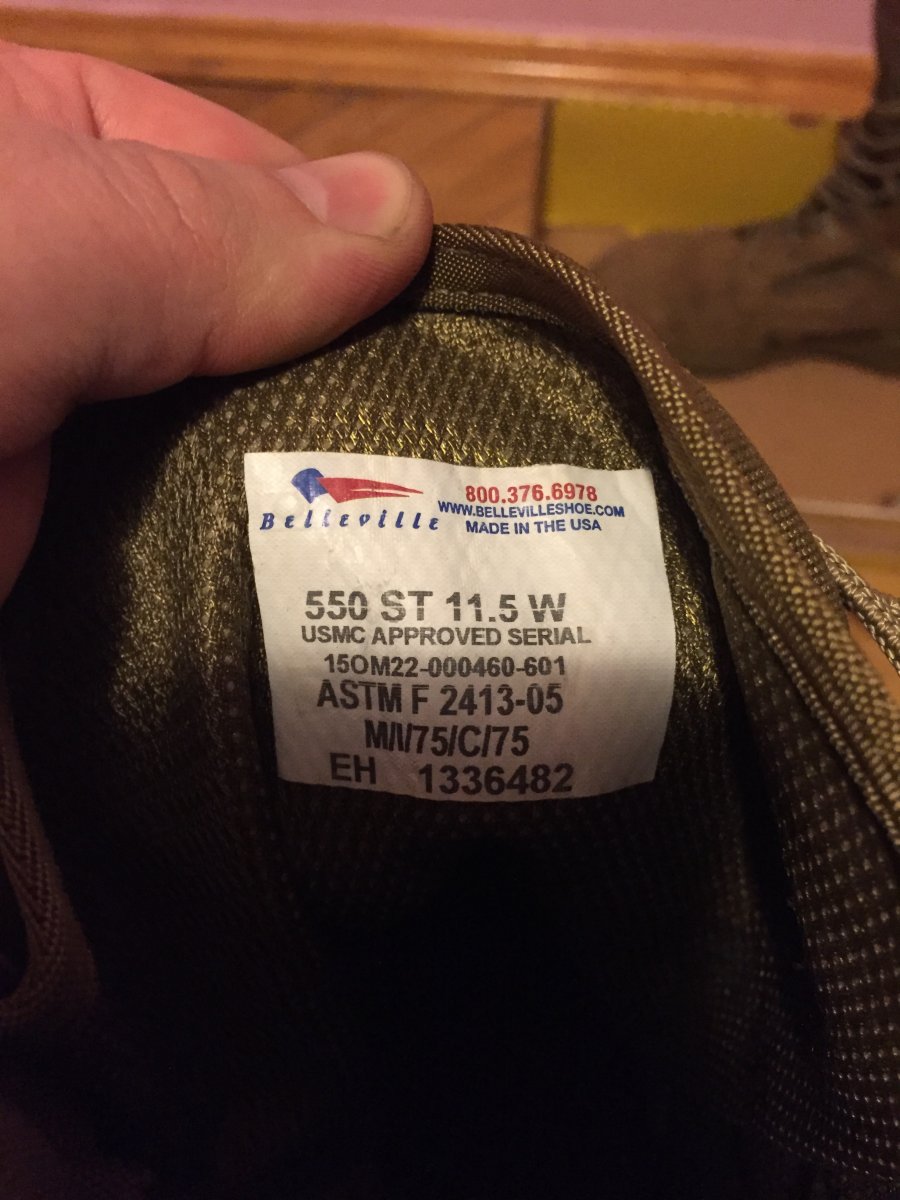 Belleville
800.376.6978
WWW.BELLEVILLESHOE.COM
MADE IN THE USA
550 ST 11.5 W
USMC APPROVED SERIAL
15OM22-000460-601
ASTM F 2413-05
M/I/75/C/75
EH 1336482